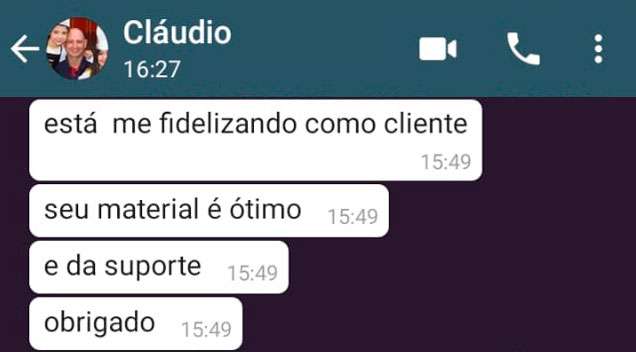 Cláudio
16:27
está  me fidelizando como cliente
15:49
seu material é ótimo 15:49
e da suporte 15:49
obrigado 15:49